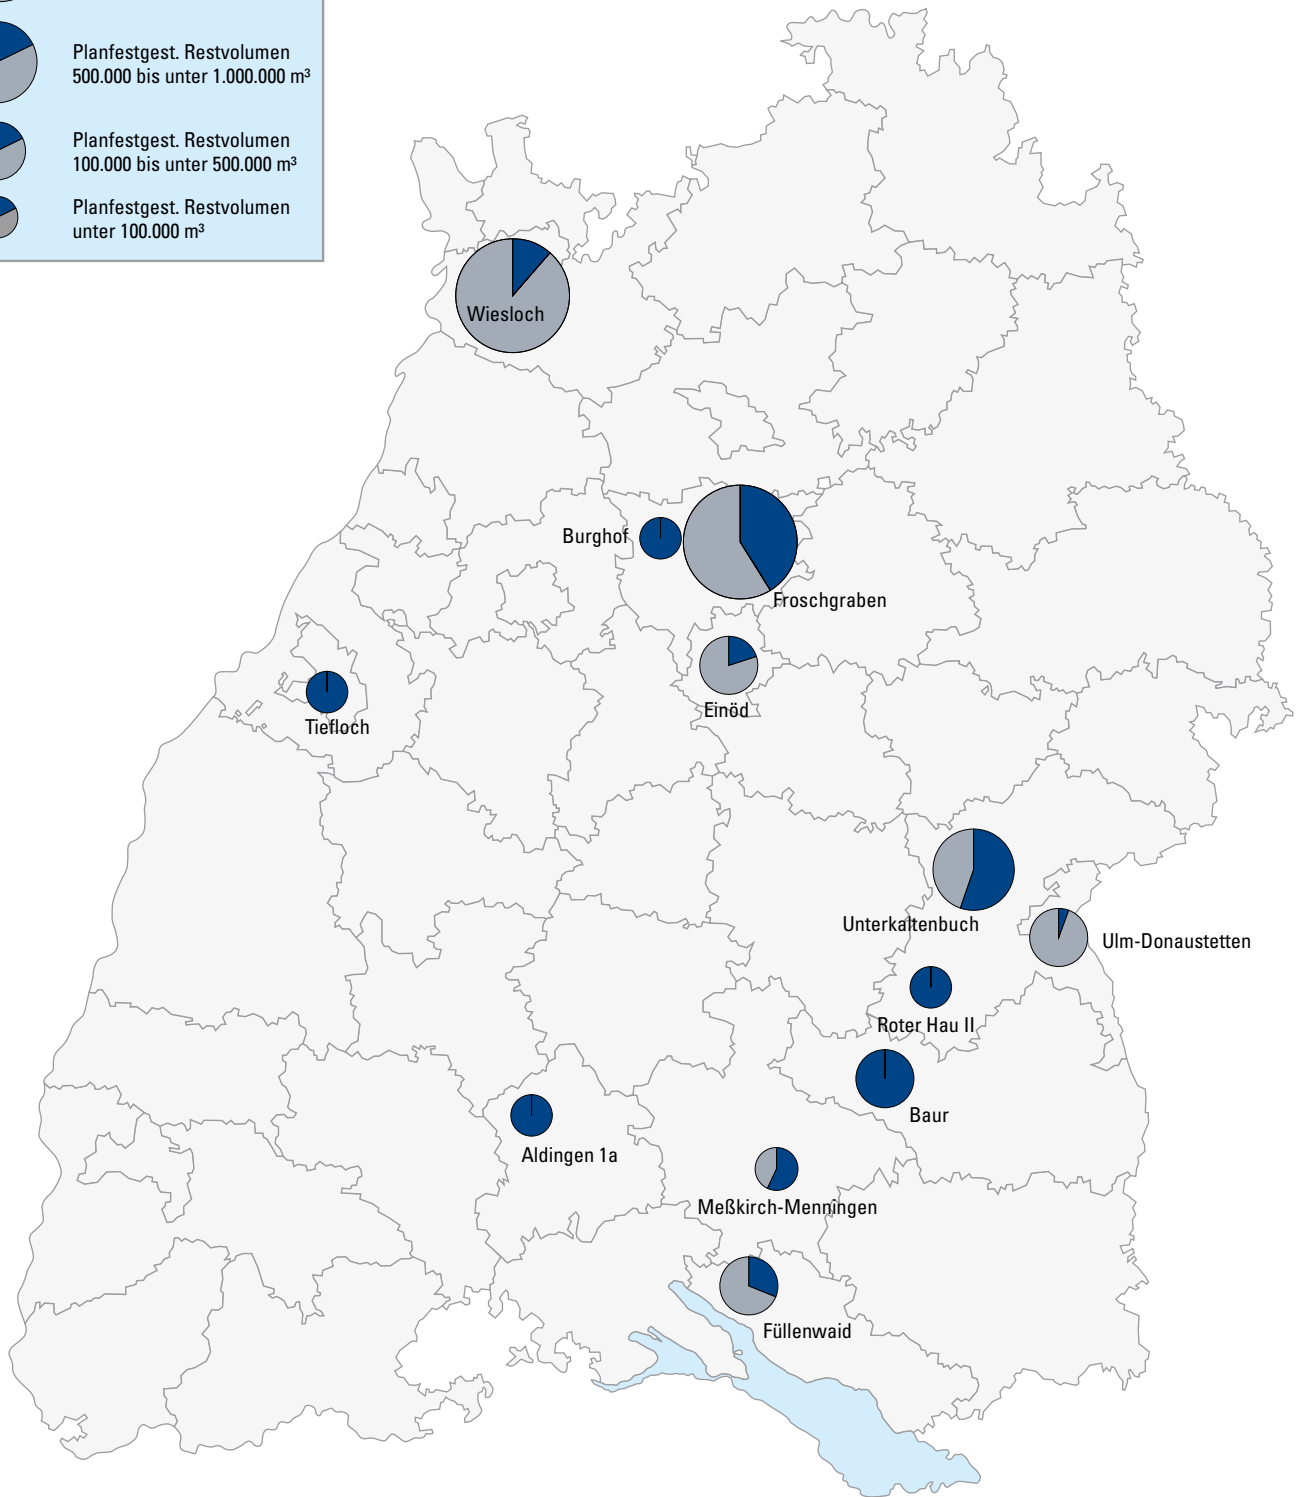 Planfestgest. Restvolumen
500.000 bis unter 1.000.000 m³
Planfestgest. Restvolumen
100.000 bis unter 500.000 m³
Planfestgest. Restvolumen
unter 100.000 m³
Wiesloch
Burghof
Froschgraben
Einöd
Tiefloch
Unterkaltenbuch
Ulm-Donaustetten
Roter Hau II
Baur
Aldingen 1a
Meßkirch-Menningen
Füllenwaid